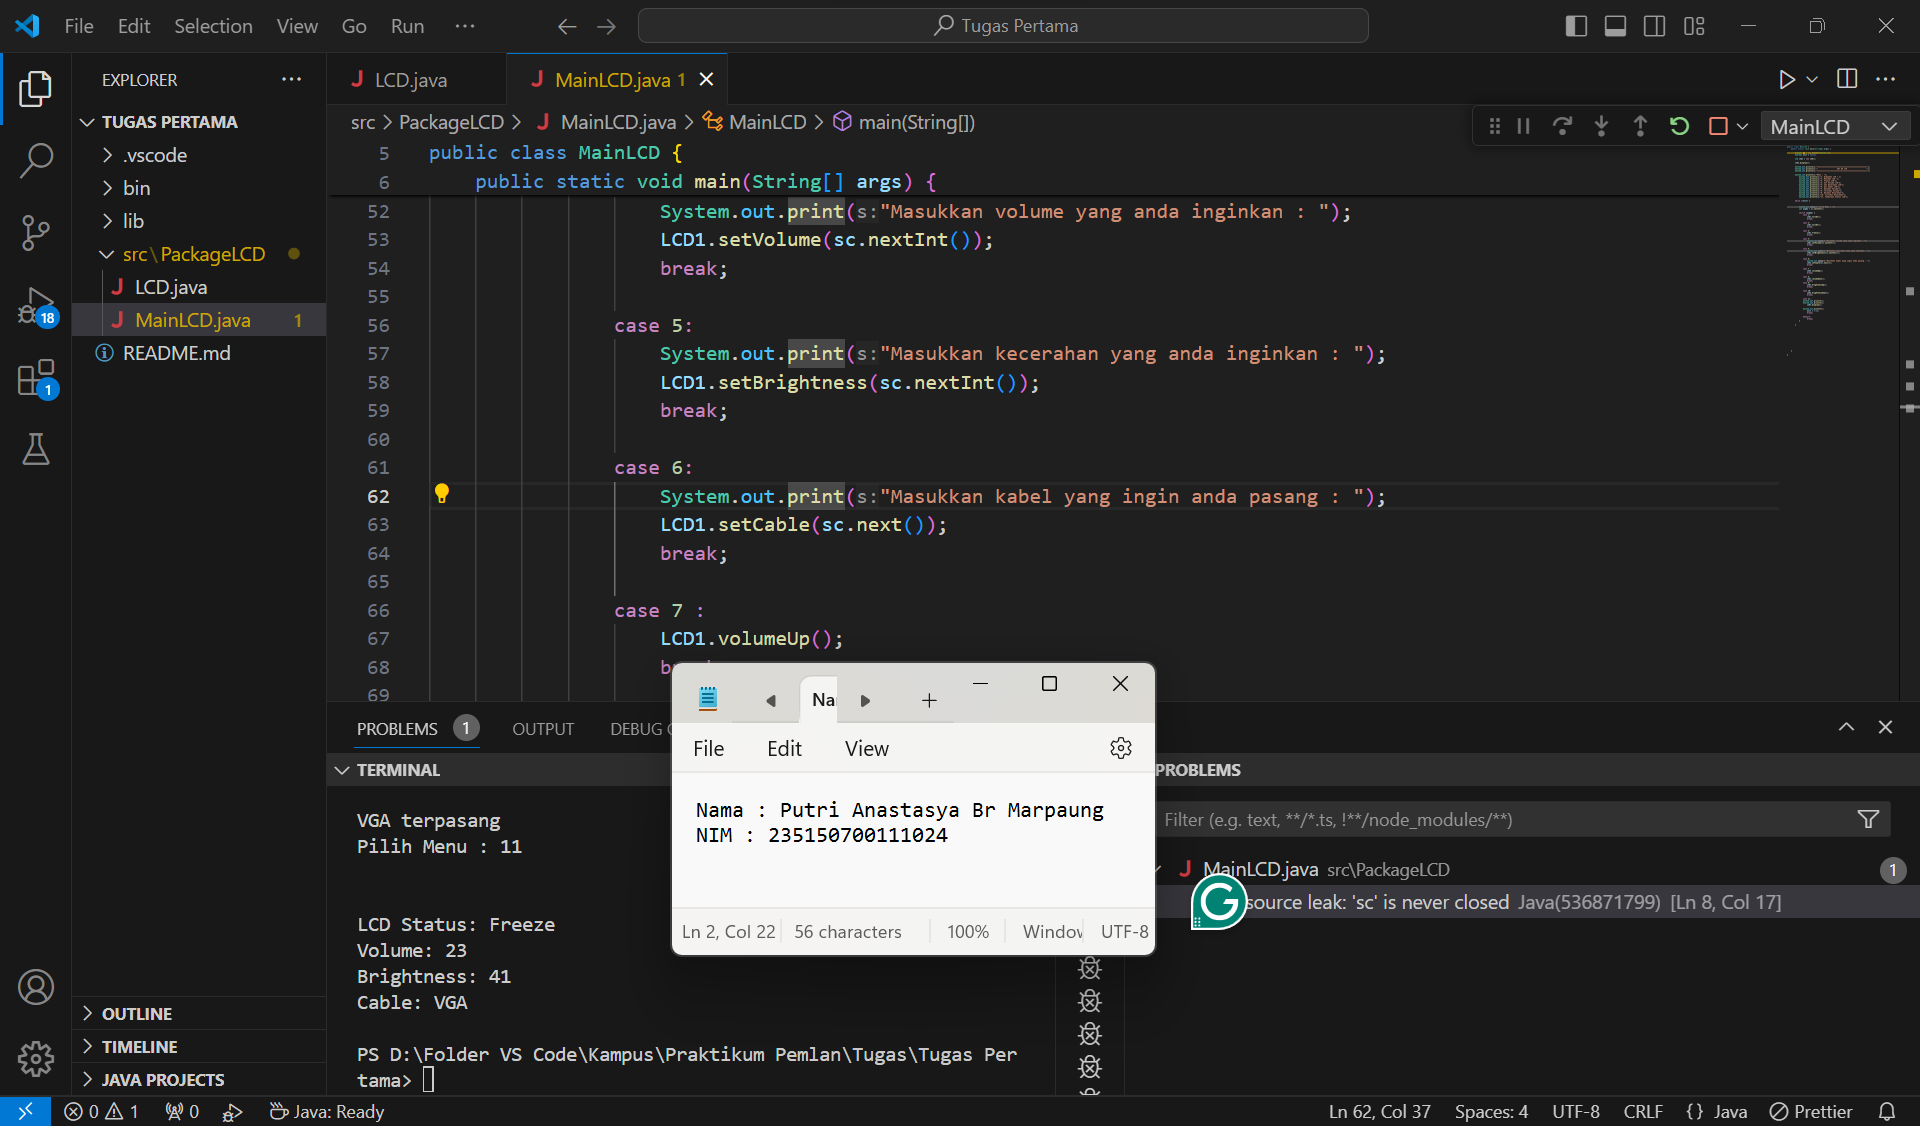 File Edit Selection View Go Run ···
Tugas Pertama
EXPLORER
TUGAS PERTAMA
.vscode
bin
lib
src\PackageLCD
LCD.java
MainLCD.java 1
README.md
OUTLINE
TIMELINE
JAVA PROJECTS
18
1
LCD.java
MainLCD.java 1
src > PackageLCD > MainLCD.java > MainLCD > main(String[])
MainLCD
5 public class MainLCD {
6 public static void main(String[] args) {
52 System.out.print(s:"Masukkan volume yang anda inginkan : ");
53 LCD1.setVolume(sc.nextInt());
54 break;
55
56 case 5:
57 System.out.print(s:"Masukkan kecerahan yang anda inginkan : ");
58 LCD1.setBrightness(sc.nextInt());
59 break;
60
61 case 6:
62 System.out.print(s:"Masukkan kabel yang ingin anda pasang : ");
63 LCD1.setCable(sc.next());
64 break;
65
66 case 7 :
67 LCD1.volumeUp();
68 b
69
PROBLEMS 1 OUTPUT DEBUG
TERMINAL
VGA terpasang
Pilih Menu : 11
LCD Status: Freeze
Volume: 23
Brightness: 41
Cable: VGA
PS D:\Folder VS Code\Kampus\Praktikum Pemlan\Tugas\Tugas Per
tama>
Na
File Edit View
Nama : Putri Anastasya Br Marpaung
NIM : 235150700111024
Ln 2, Col 22 56 characters 100% Window UTF-8
PROBLEMS
Filter (e.g. text, **/*.ts, !**/node_modules/**)
MainLCD.java src\PackageLCD 1
source leak: 'sc' is never closed Java(536871799) [Ln 8, Col 17]
0 1 0 Java: Ready
Ln 62, Col 37 Spaces: 4 UTF-8 CRLF {} Java Prettier